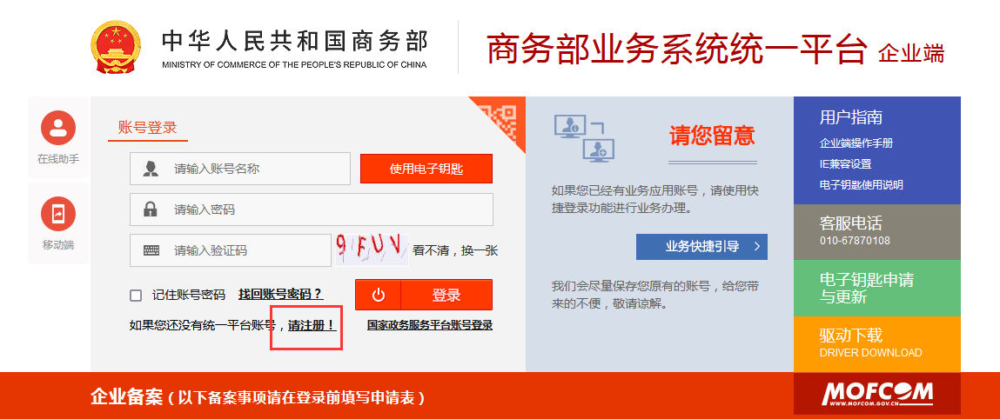 中华人民共和国商务部
MINISTRY OF COMMERCE OF THE PEOPLE'S REPUBLIC OF CHINA
商务部业务系统统一平台 企业端
在线助手
移动端
账号登录
请输入账号名称
使用电子钥匙
请输入密码
请输入验证码
9FUV
看不清，换一张
记住账号密码 找回账号密码？
登录
如果您还没有统一平台账号，请注册！
国家政务服务平台账号登录
请您留意
如果您已经有业务应用账号，请使用快
捷登录功能进行业务办理。
业务快捷引导
我们会尽量保存您原有的账号，给您带
来的不便，敬请谅解。
用户指南
企业端操作手册
IE兼容设置
电子钥匙使用说明
客服电话
010-67870108
电子钥匙申请
与更新
驱动下载
DRIVER DOWNLOAD
企业备案（以下备案事项请在登录前填写申请表）
MOFCOM
WWW.MOFCOM.GOV.CN